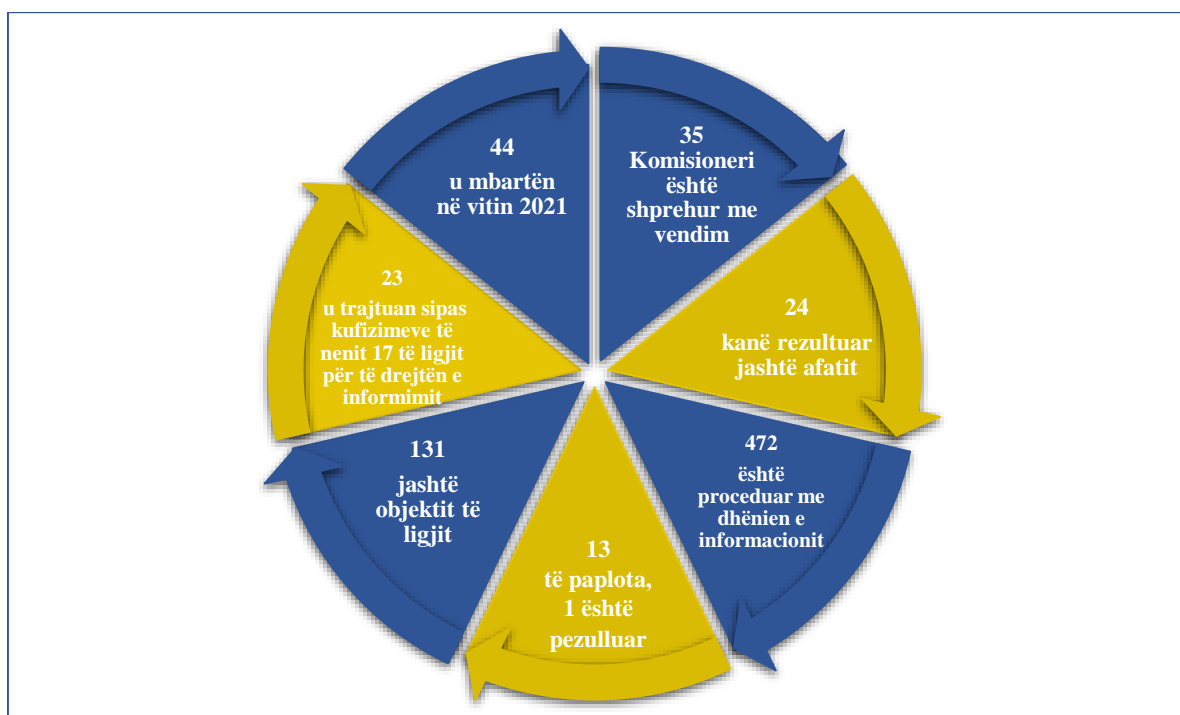 44
u mbartën
në vitin 2021
35
Komisioneri
është
shprehur me
vendim
24
kanë rezultuar
jashtë afatit
472
është
proceduar me
dhënien e
informacionit
13
të paplota,
1 është
pezulluar
131
jashtë
objektit të
ligjit
23
u trajtuan sipas
kufizimeve të
nenit 17 të ligjit
për të drejtën e
informimit